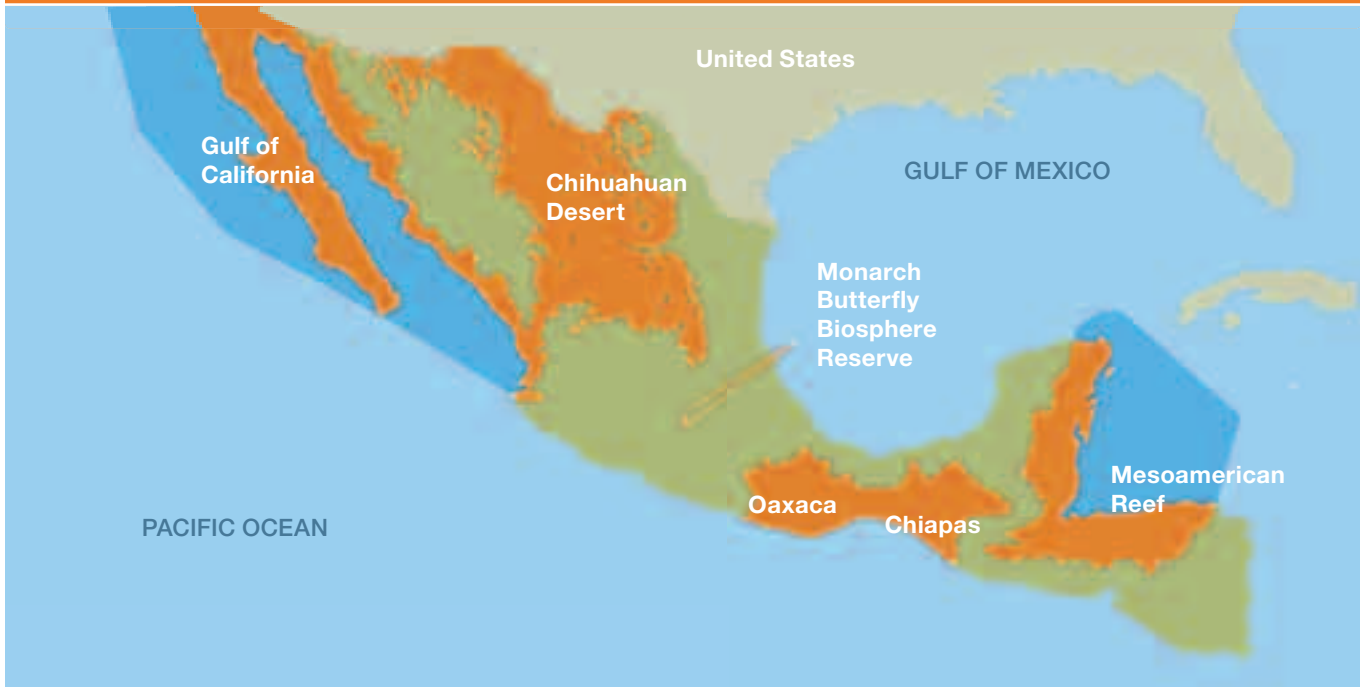 United States
Gulf of
California
GULF OF MEXICO
Chihuahuan
Desert
Monarch
Butterfly
Biosphere
Reserve
Mesoamerican
Reef
Oaxaca
Chiapas
PACIFIC OCEAN